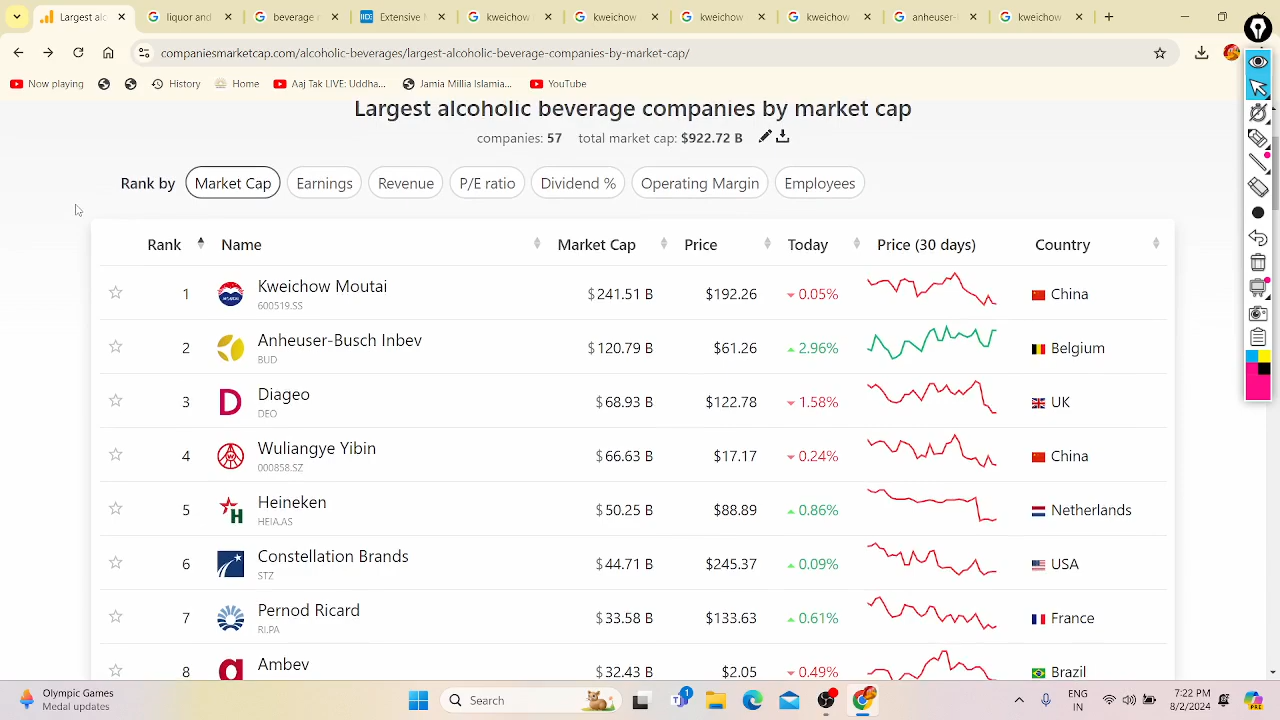 liquor and
beverage
Extensive
kweichow
kweichow
kweichow
kweichow
anheuser-
kweichow
companiesmarketcap.com/alcoholic-beverages/largest-alcoholic-beverage-companies-by-market-cap/
Now playing
History
Home
Aaj Tak LIVE: Uddha...
Jamia Millia Islamia...
YouTube
Largest alcoholic beverage companies by market cap
companies: 57 total market cap: $922.72 B
Rank by Market Cap Earnings Revenue P/E ratio Dividend % Operating Margin Employees
Rank Name Market Cap Price Today Price (30 days) Country
1 Kweichow Moutai $241.51 B $192.26 0.05% China
600519.SS
2 Anheuser-Busch Inbev $120.79 B $61.26 2.96% Belgium
BUD
3 Diageo $68.93 B $122.78 1.58% UK
DEO
4 Wuliangye Yibin $66.63 B $17.17 0.24% China
000858.SZ
5 Heineken $50.25 B $88.89 0.86% Netherlands
HEIA.AS
6 Constellation Brands $44.71 B $245.37 0.09% USA
STZ
7 Pernod Ricard $33.58 B $133.63 0.61% France
RI.PA
8 Ambev $32.43 B $2.05 0.49% Brazil
Olympic Games
Medal updates
Search
1
ENG
IN
7:22 PM
8/2/2024